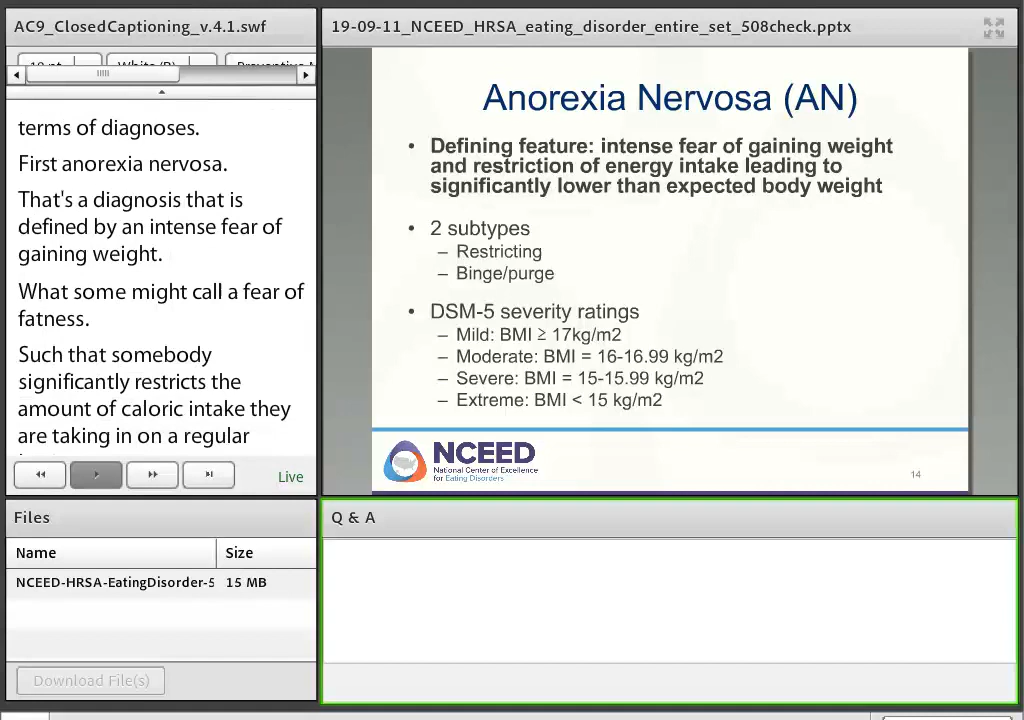 AC9_ClosedCaptioning_v.4.1.swf
terms of diagnoses.
First anorexia nervosa.
That's a diagnosis that is
defined by an intense fear of
gaining weight.
What some might call a fear of
fatness.
Such that somebody
significantly restricts the
amount of caloric intake they
are taking in on a regular
Live
Files
Name Size
NCEED-HRSA-EatingDisorder-5 15 MB
Download File(s)
19-09-11_NCEED_HRSA_eating_disorder_entire_set_508check.pptx
Anorexia Nervosa (AN)
• Defining feature: intense fear of gaining weight
and restriction of energy intake leading to
significantly lower than expected body weight
• 2 subtypes
– Restricting
– Binge/purge
• DSM-5 severity ratings
– Mild: BMI ≥ 17kg/m2
– Moderate: BMI = 16-16.99 kg/m2
– Severe: BMI = 15-15.99 kg/m2
– Extreme: BMI < 15 kg/m2
NCEED
National Center of Excellence
for Eating Disorders
14
Q & A